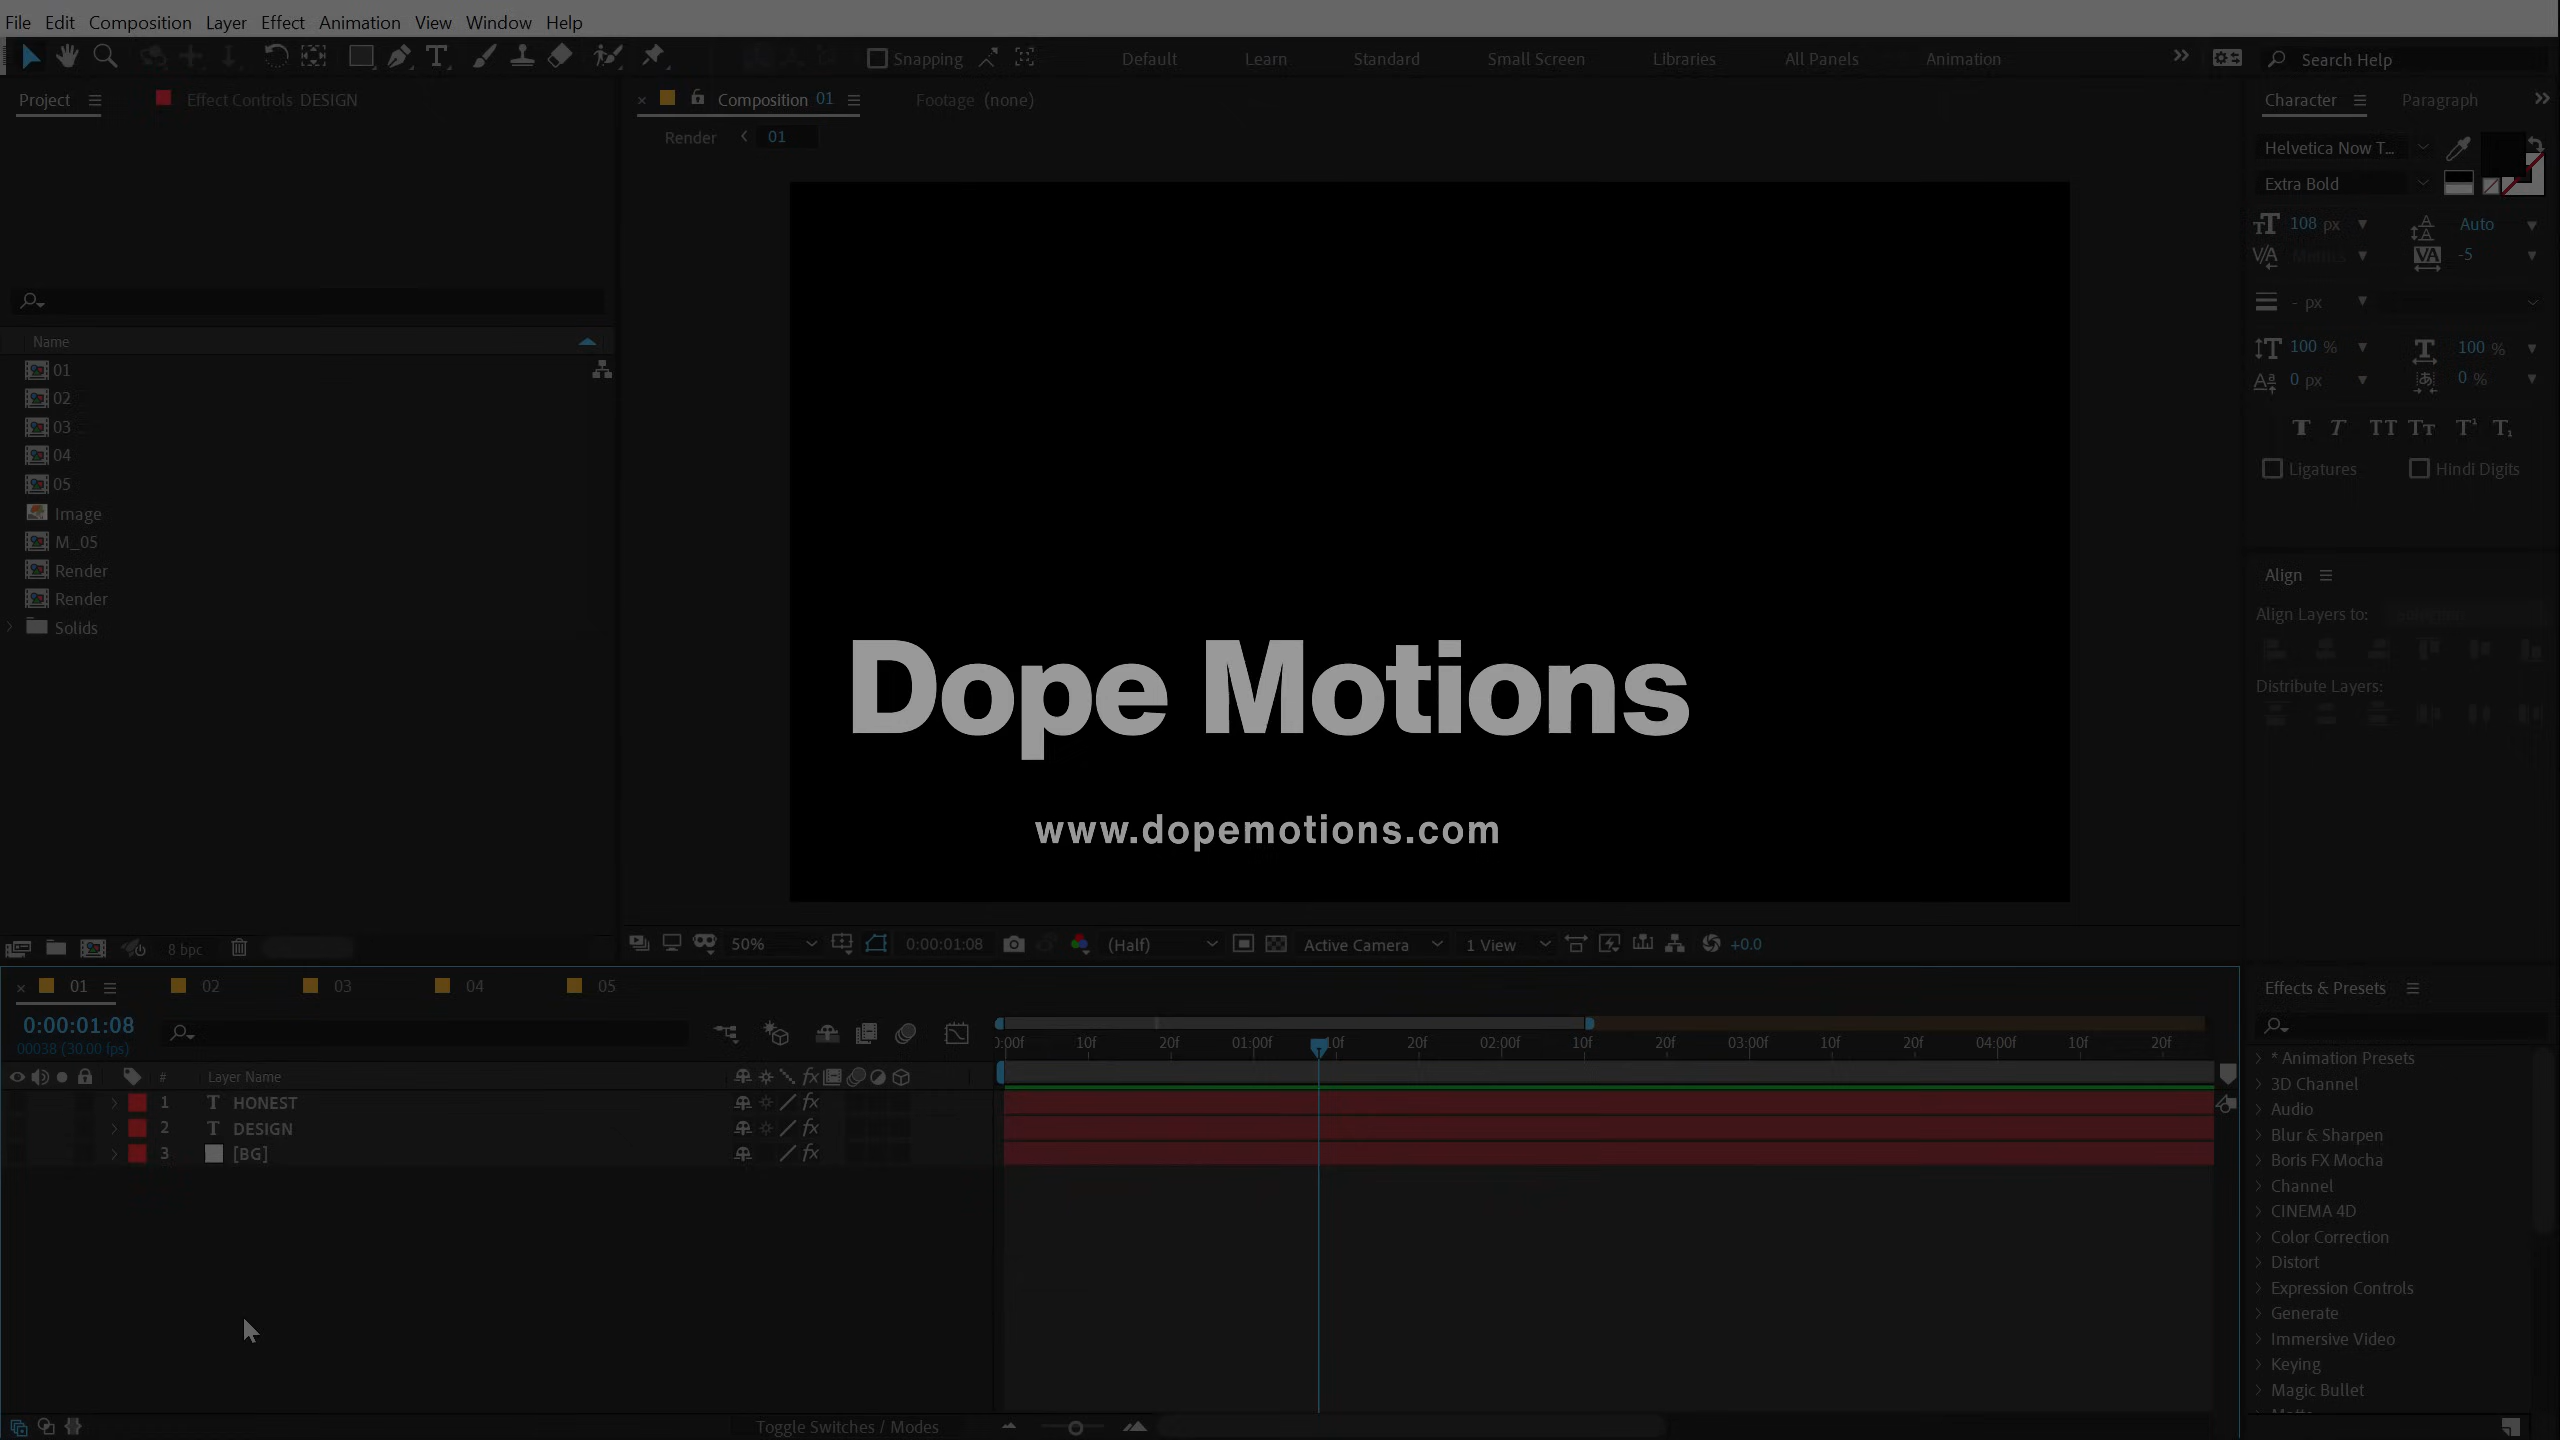 File Edit Composition Layer Effect Animation View Window Help
Snapping Default Learn Standard Small Screen Libraries All Panels Animation Search Help
Project Effect Controls DESIGN
Composition 01 Footage (none)
Render 01
Character Paragraph
Helvetica Now T...
Extra Bold
108 px Auto
Metrics -5
- px
100 % 100 %
0 px 0 %
Ligatures Hindi Digits
Name
01
02
03
04
05
Image
M_05
Render
Render
Solids
Align
Align Layers to:
Distribute Layers:
Dope Motions
www.dopemotions.com
8 bpc
50% 0:00:01:08 (Half) Active Camera 1 View +0.0
01 02 03 04 05
0:00:01:08
00038 (30.00 fps)
0:00f 10f 20f 01:00f 10f 20f 02:00f 10f 20f 03:00f 10f 20f 04:00f 10f 20f
# Layer Name
1 T HONEST
2 T DESIGN
3 [BG]
Toggle Switches / Modes
Effects & Presets
* Animation Presets
3D Channel
Audio
Blur & Sharpen
Boris FX Mocha
Channel
CINEMA 4D
Color Correction
Distort
Expression Controls
Generate
Immersive Video
Keying
Magic Bullet